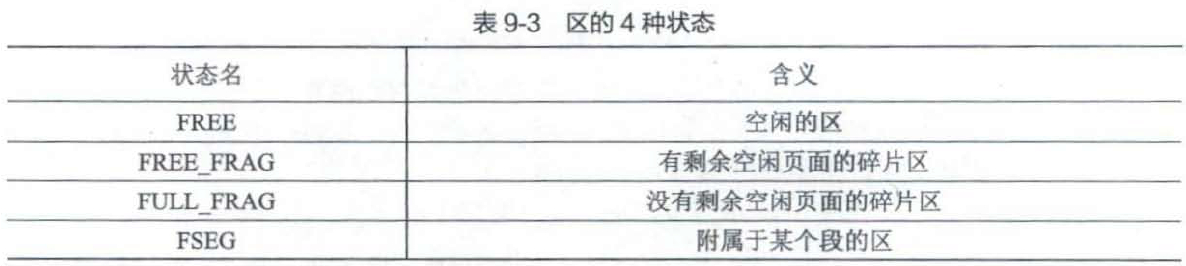 表 9-3 区的 4 种状态
状态名 含义
FREE 空闲的区
FREE_FRAG 有剩余空闲页面的碎片区
FULL_FRAG 没有剩余空闲页面的碎片区
FSEG 附属于某个段的区